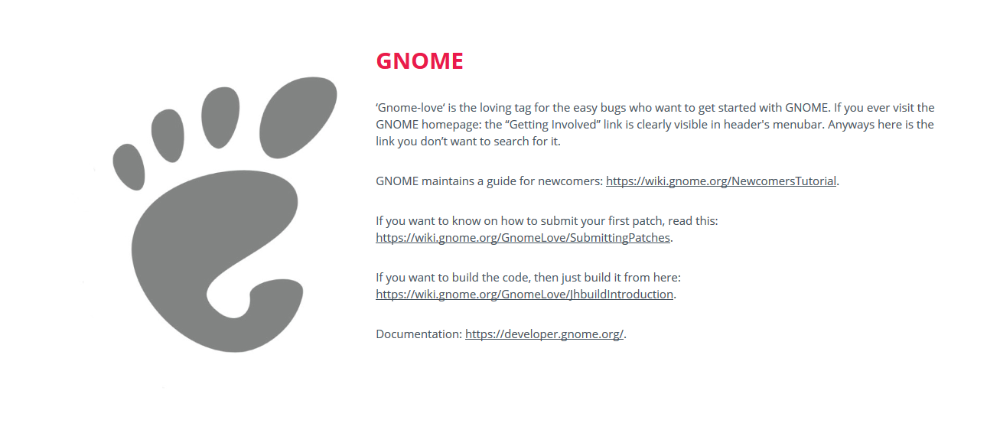 GNOME
‘Gnome-love‘ is the loving tag for the easy bugs who want to get started with GNOME. If you ever visit the
GNOME homepage: the “Getting Involved” link is clearly visible in header's menubar. Anyways here is the
link you don’t want to search for it.
GNOME maintains a guide for newcomers: https://wiki.gnome.org/NewcomersTutorial.
If you want to know on how to submit your first patch, read this:
https://wiki.gnome.org/GnomeLove/SubmittingPatches.
If you want to build the code, then just build it from here:
https://wiki.gnome.org/GnomeLove/JhbuildIntroduction.
Documentation: https://developer.gnome.org/.